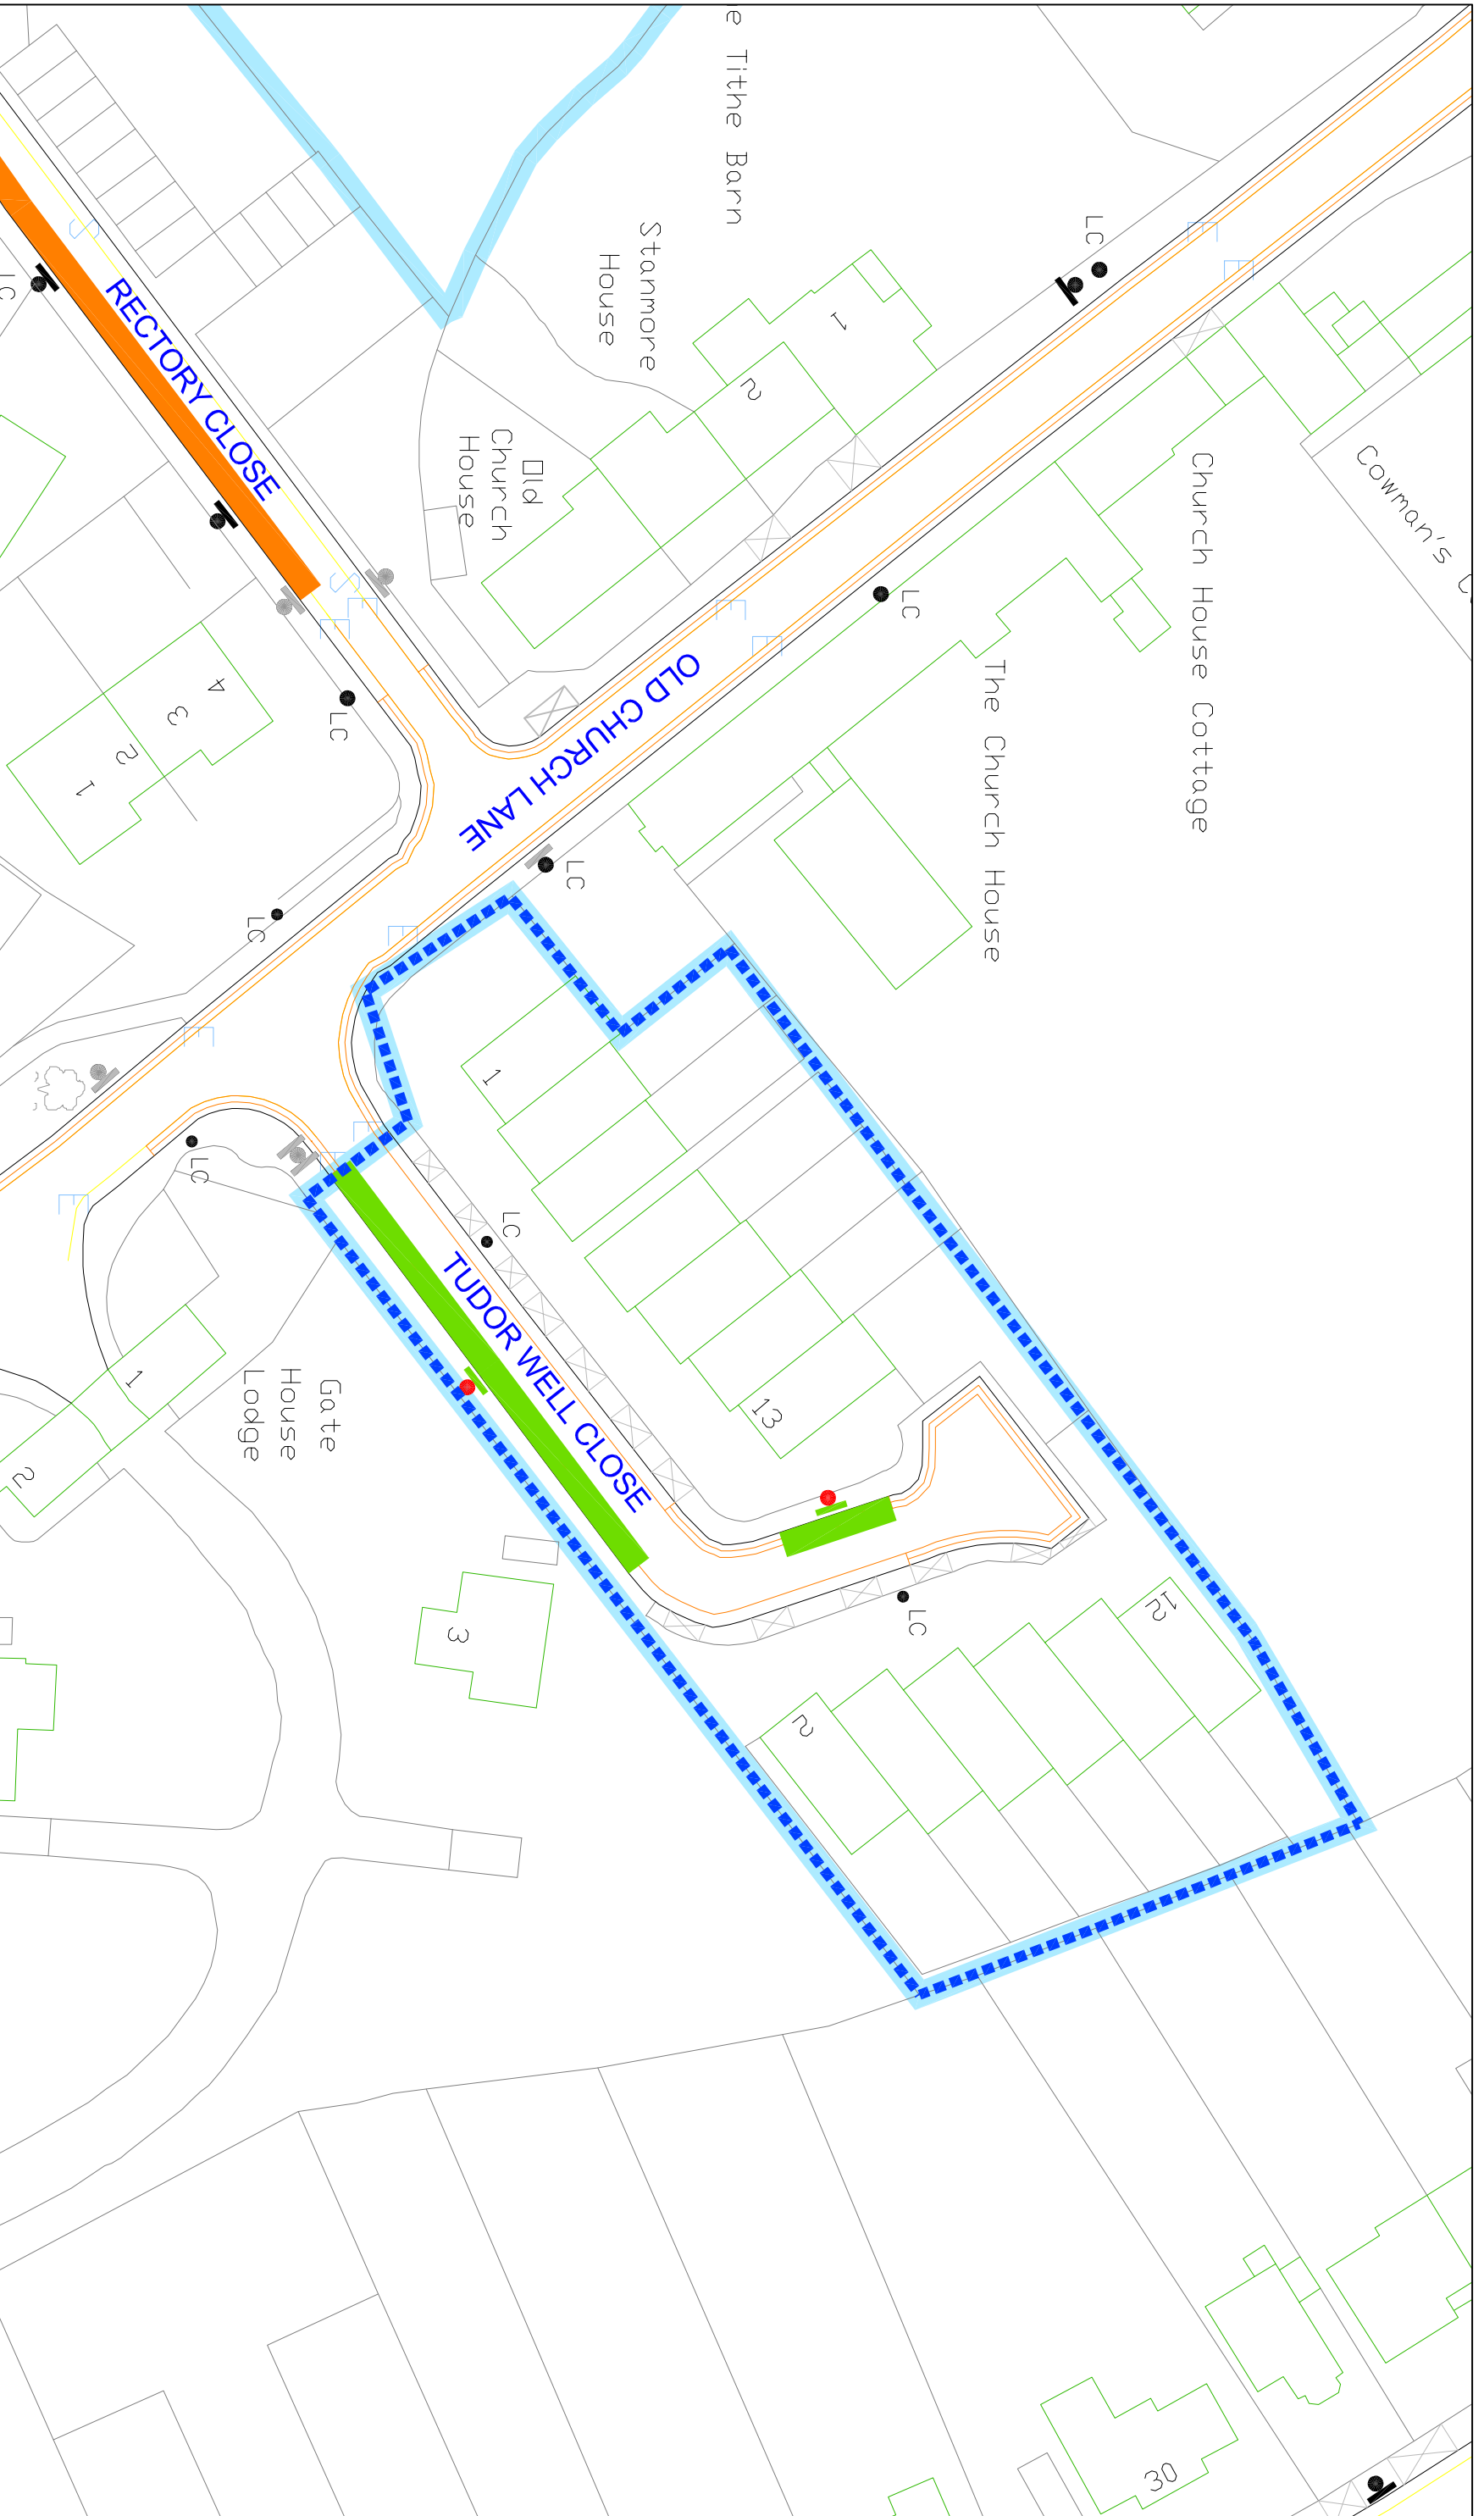 e Tithe Barn
Stanmore
House
Old
Church
House
1
2
LC
Cowman's
Church House Cottage
The Church House
LC
RECTORY CLOSE
OLD CHURCH LANE
LC
LC
4
3
2
1
LC
LC
LC
1
LC
TUDOR WELL CLOSE
13
Gate
House
Lodge
1
2
3
LC
12
2
30
E
E
E
E
E
E
E
E
E
E
E